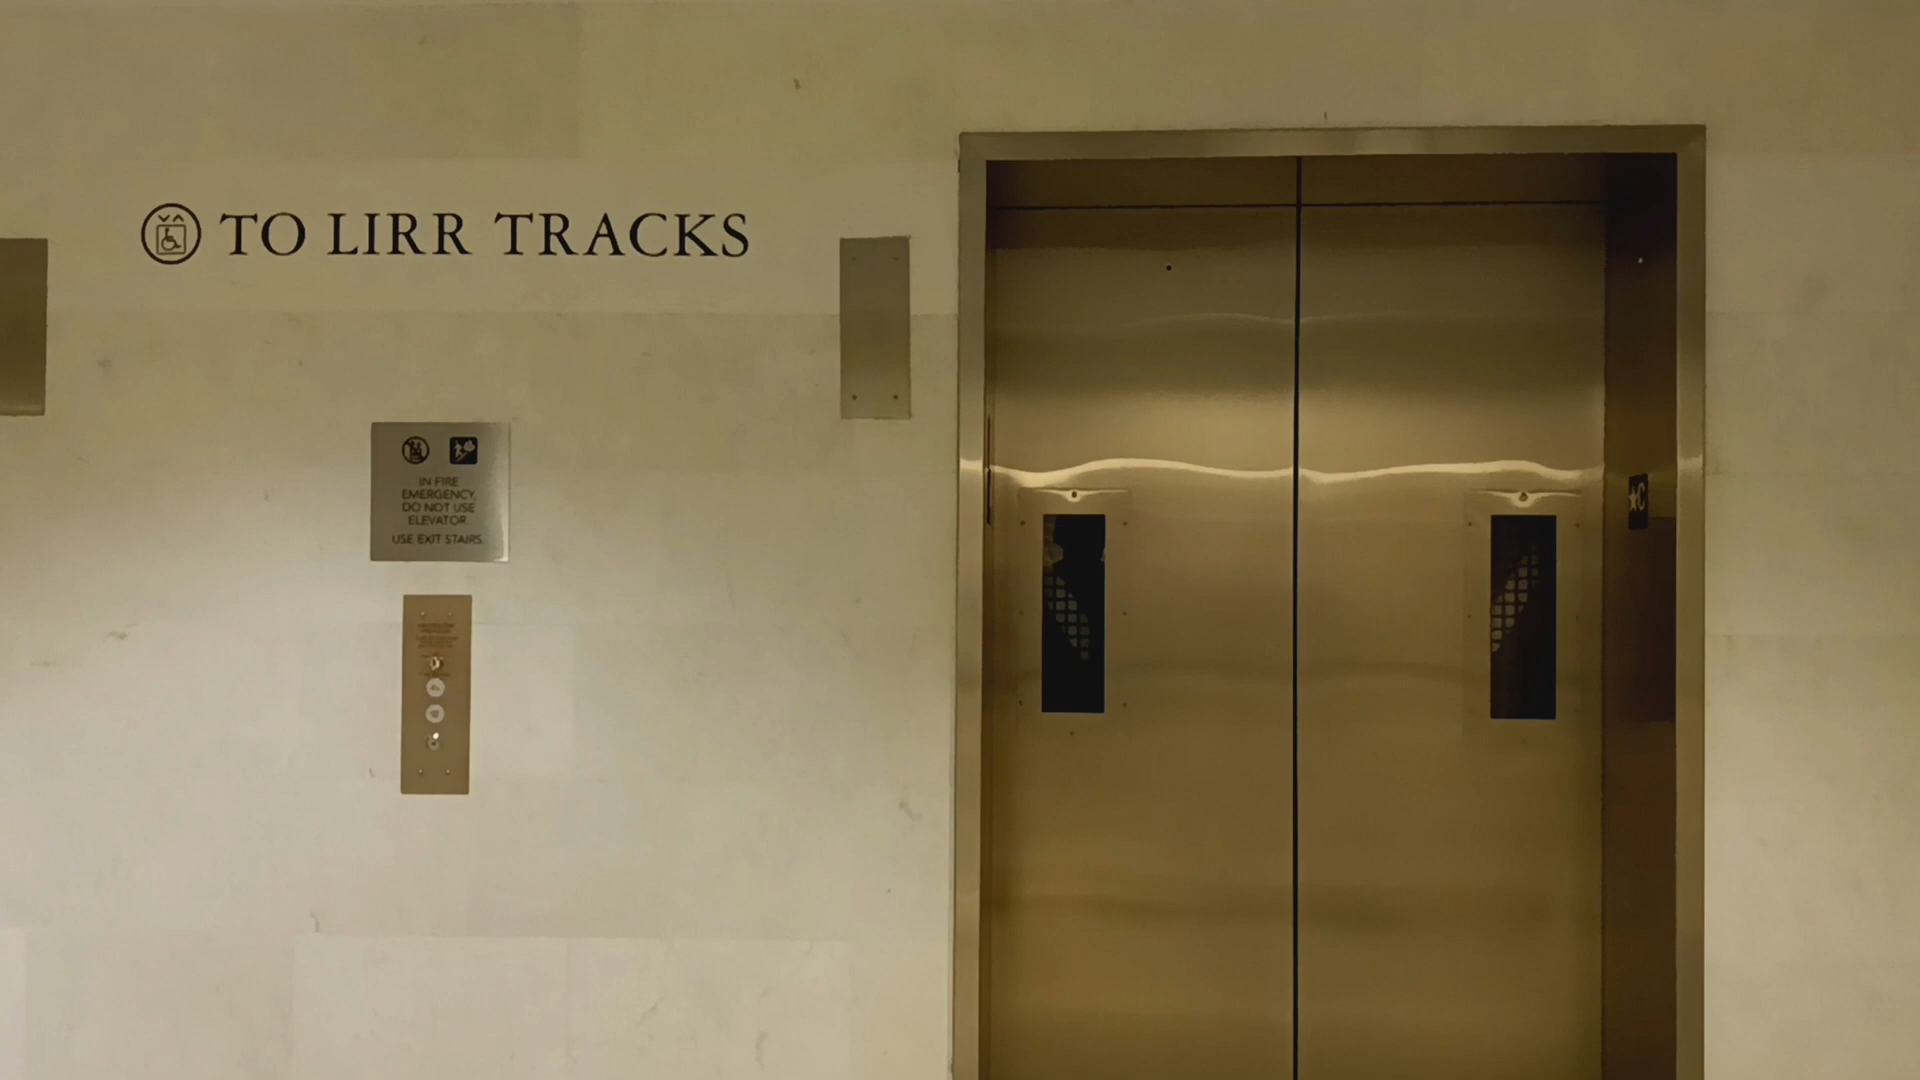 TO LIRR TRACKS
IN FIRE
EMERGENCY,
DO NOT USE
ELEVATOR.
USE EXIT STAIRS.
★C